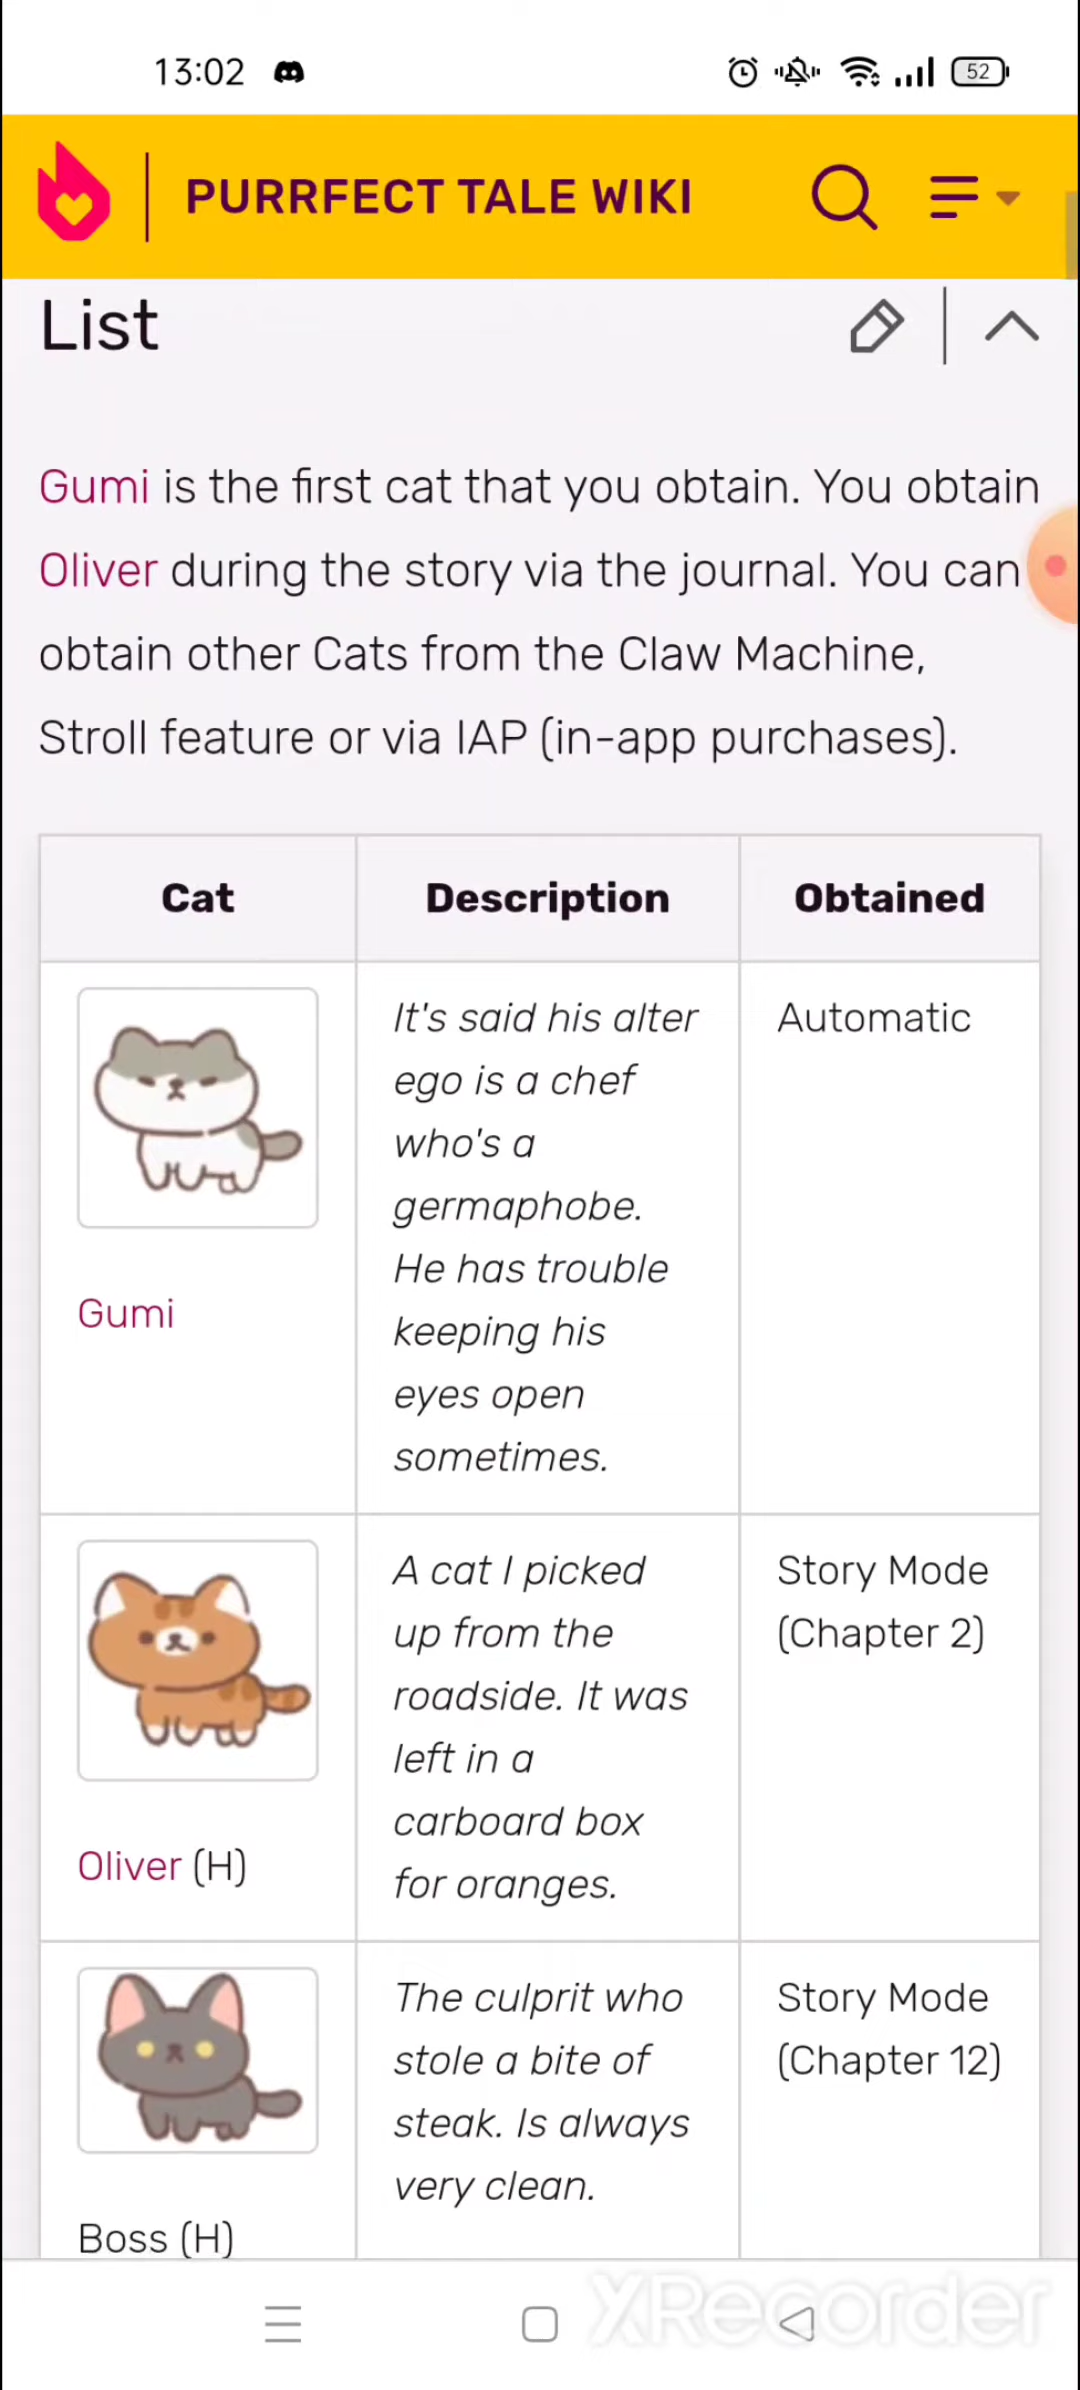 13:02
52
PURRFECT TALE WIKI
List
Gumi is the first cat that you obtain. You obtain
Oliver during the story via the journal. You can
obtain other Cats from the Claw Machine,
Stroll feature or via IAP (in-app purchases).
Cat Description Obtained
It's said his alter
ego is a chef
who's a
germaphobe.
He has trouble
keeping his
eyes open
sometimes.
Automatic
Gumi
A cat I picked
up from the
roadside. It was
left in a
carboard box
for oranges.
Story Mode
(Chapter 2)
Oliver (H)
The culprit who
stole a bite of
steak. Is always
very clean.
Story Mode
(Chapter 12)
Boss (H)
XRecorder